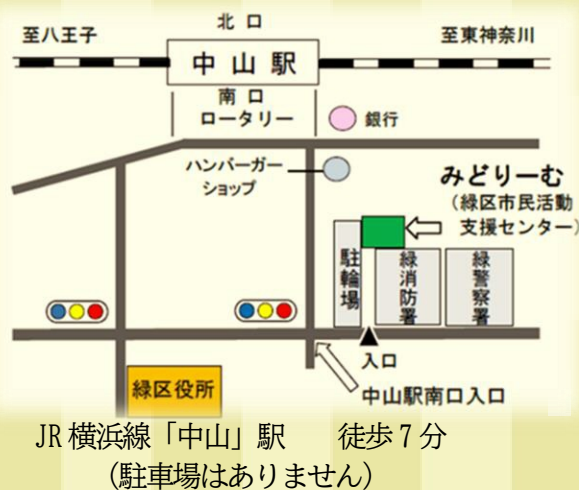 北 口
至八王子
至東神奈川
中 山 駅
南 口
ロータリー
銀行
ハンバーガー
ショップ
みどりーむ
(緑区市民活動
支援センター)
駐輪場
緑消防署
緑警察署
入口
中山駅南口入口
緑区役所
JR 横浜線「中山」駅　　徒歩 7 分
(駐車場はありません)